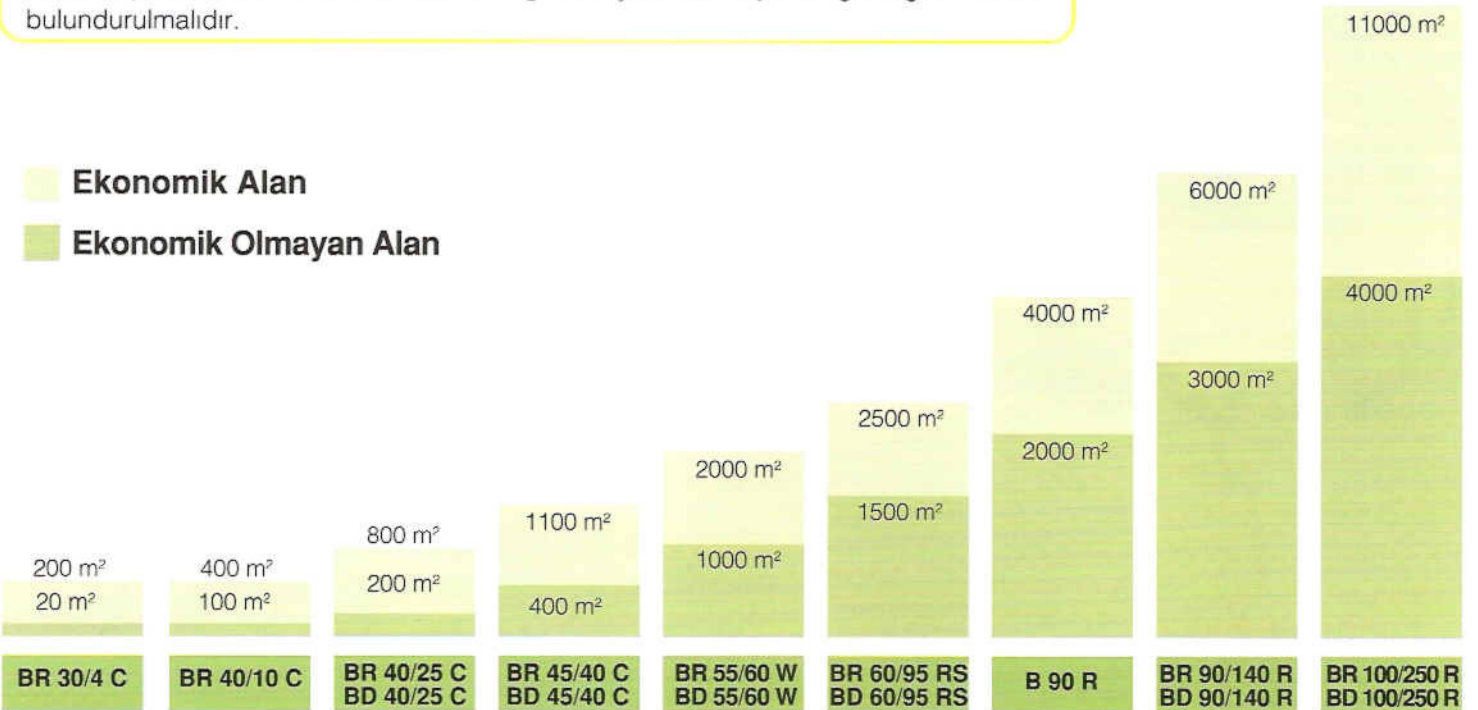 bulundurulmalıdır.
Ekonomik Alan
Ekonomik Olmayan Alan
200 m²
20 m²
400 m²
100 m²
800 m²
200 m²
1100 m²
400 m²
2000 m²
1000 m²
2500 m²
1500 m²
4000 m²
2000 m²
6000 m²
3000 m²
11000 m²
4000 m²
BR 30/4 C
BR 40/10 C
BR 40/25 C
BD 40/25 C
BR 45/40 C
BD 45/40 C
BR 55/60 W
BD 55/60 W
BR 60/95 RS
BD 60/95 RS
B 90 R
BR 90/140 R
BD 90/140 R
BR 100/250 R
BD 100/250 R